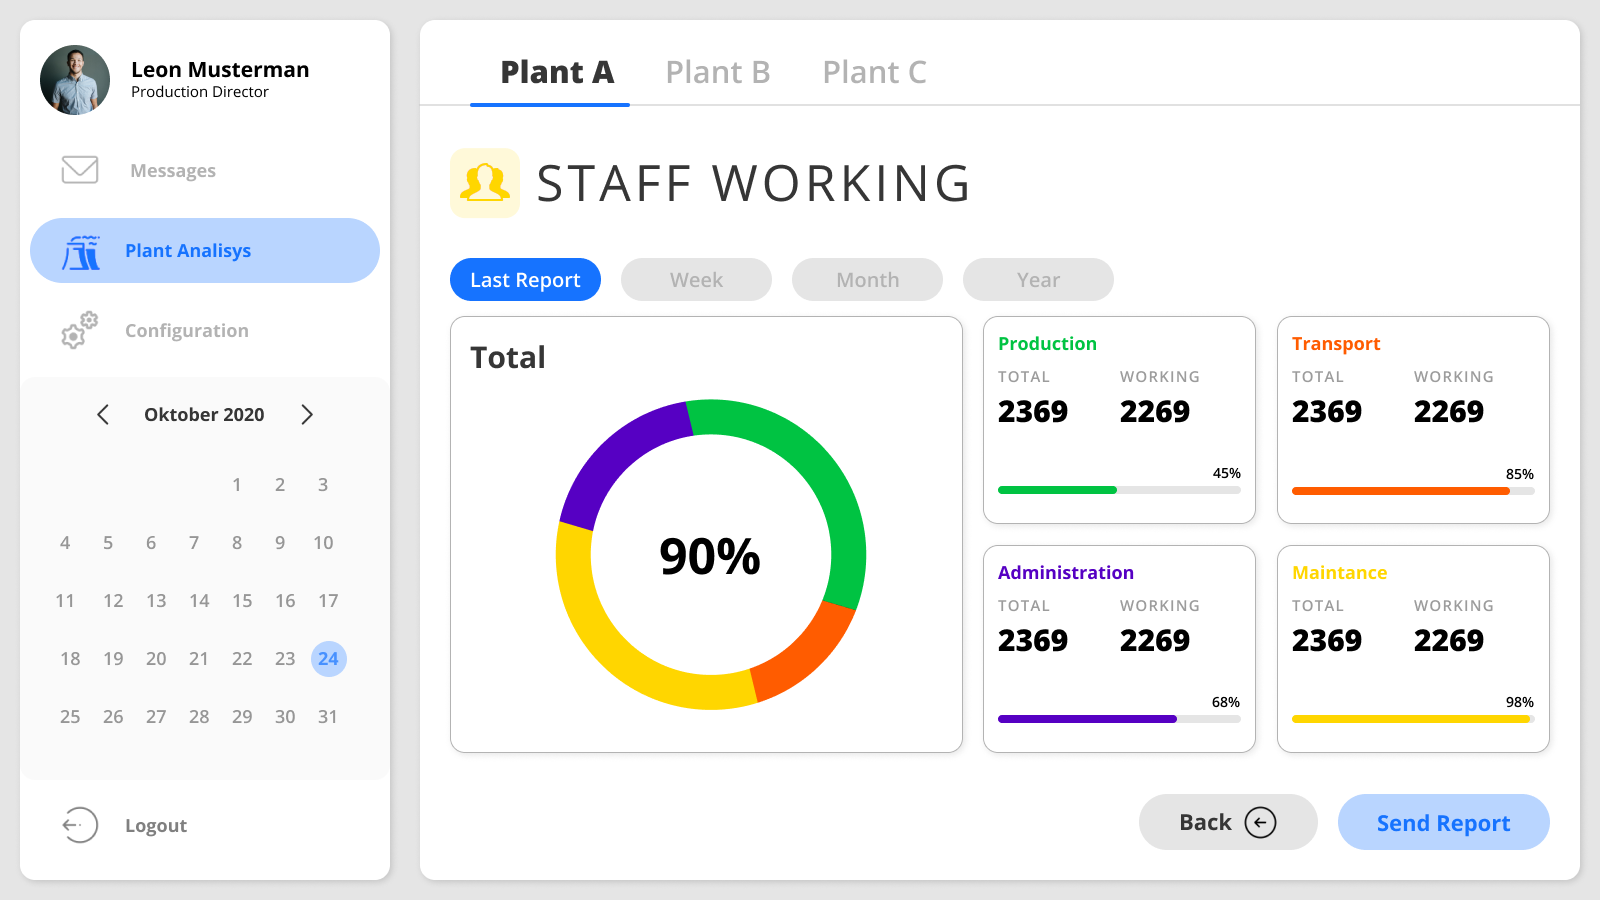 Leon Musterman
Production Director
Messages
Plant Analisys
Configuration
Oktober 2020
1 2 3
4 5 6 7 8 9 10
11 12 13 14 15 16 17
18 19 20 21 22 23 24
25 26 27 28 29 30 31
Logout
Plant A Plant B Plant C
STAFF WORKING
Last Report Week Month Year
Total
90%
Production
TOTAL WORKING
2369 2269
45%
Transport
TOTAL WORKING
2369 2269
85%
Administration
TOTAL WORKING
2369 2269
68%
Maintance
TOTAL WORKING
2369 2269
98%
Back
Send Report